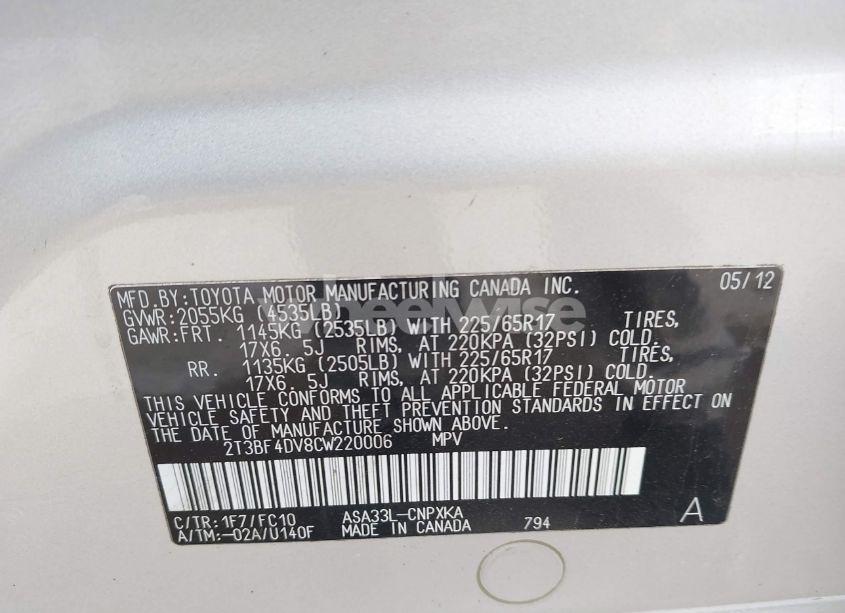 MFD.BY:TOYOTA MOTOR MANUFACTURING CANADA INC. 05/12
GVWR:2055KG (4535LB)
GAWR:FRT. 1145KG (2535LB) WITH 225/65R17 TIRES,
17X6.5J RIMS, AT 220KPA (32PSI) COLD.
RR. 1135KG (2505LB) WITH 225/65R17 TIRES,
17X6.5J RIMS, AT 220KPA (32PSI) COLD.
THIS VEHICLE CONFORMS TO ALL APPLICABLE FEDERAL MOTOR
VEHICLE SAFETY AND THEFT PREVENTION STANDARDS IN EFFECT ON
THE DATE OF MANUFACTURE SHOWN ABOVE.
2T3BF4DV8CW220006 MPV
C/TR:1F7/FC10 ASA33L-CNPXKA
A/TM:-02A/U140F MADE IN CANADA 794 A
wheelwise